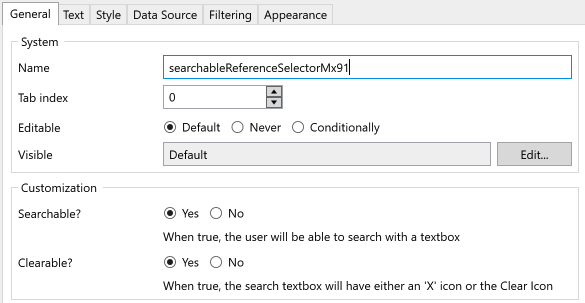 General Text Style Data Source Filtering Appearance
System
Name searchableReferenceSelectorMx91
Tab index 0
Editable Default Never Conditionally
Visible Default Edit...
Customization
Searchable? Yes No
When true, the user will be able to search with a textbox
Clearable? Yes No
When true, the search textbox will have either an 'X' icon or the Clear Icon